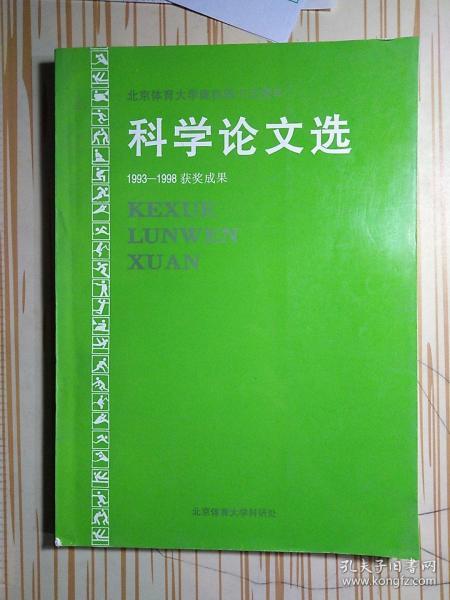 北京体育大学
科学论文选
1993—1998 获奖成果
KEXUE
LUNWEN
XUAN
北京体育大学科研处
孔夫子旧书网
www.kongfz.com